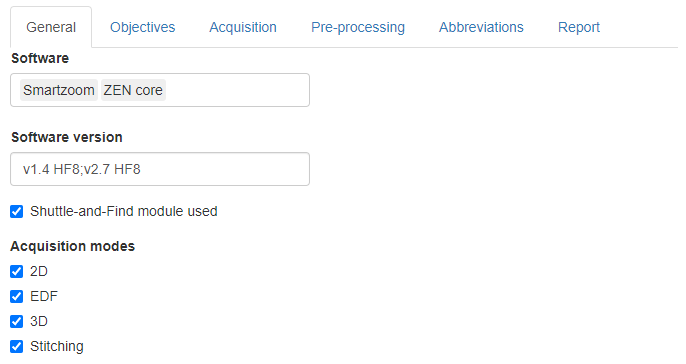 General Objectives Acquisition Pre-processing Abbreviations Report
Software
Smartzoom ZEN core
Software version
v1.4 HF8;v2.7 HF8
Shuttle-and-Find module used
Acquisition modes
2D
EDF
3D
Stitching